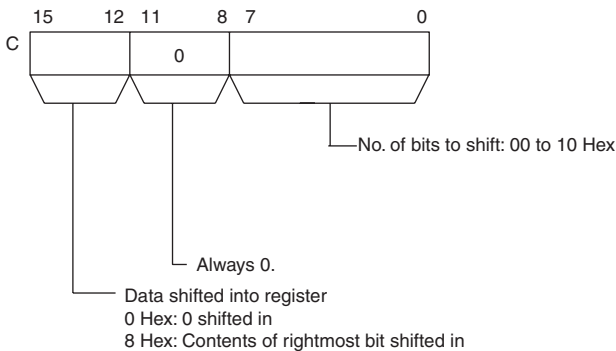 15 12 11 8 7 0
C
0
No. of bits to shift: 00 to 10 Hex
Always 0.
Data shifted into register
0 Hex: 0 shifted in
8 Hex: Contents of rightmost bit shifted in